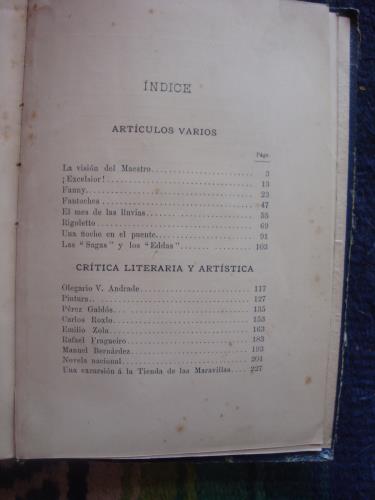 ÍNDICE
ARTÍCULOS VARIOS
Págs.
La visión del Maestro 3
¡Excelsior! 13
Fanny 23
Fantoches 47
El mes de las lluvias 55
Rigoletto 69
Una noche en el puente 91
Las "Sagas" y los "Eddas" 103
CRÍTICA LITERARIA Y ARTÍSTICA
Olegario V. Andrade 117
Pintura 127
Pérez Galdós 135
Carlos Roxlo 153
Emilio Zola 163
Rafael Fragueiro 183
Manuel Bernárdez 193
Novela nacional 201
Una excursión á la Tienda de las Maravillas 227